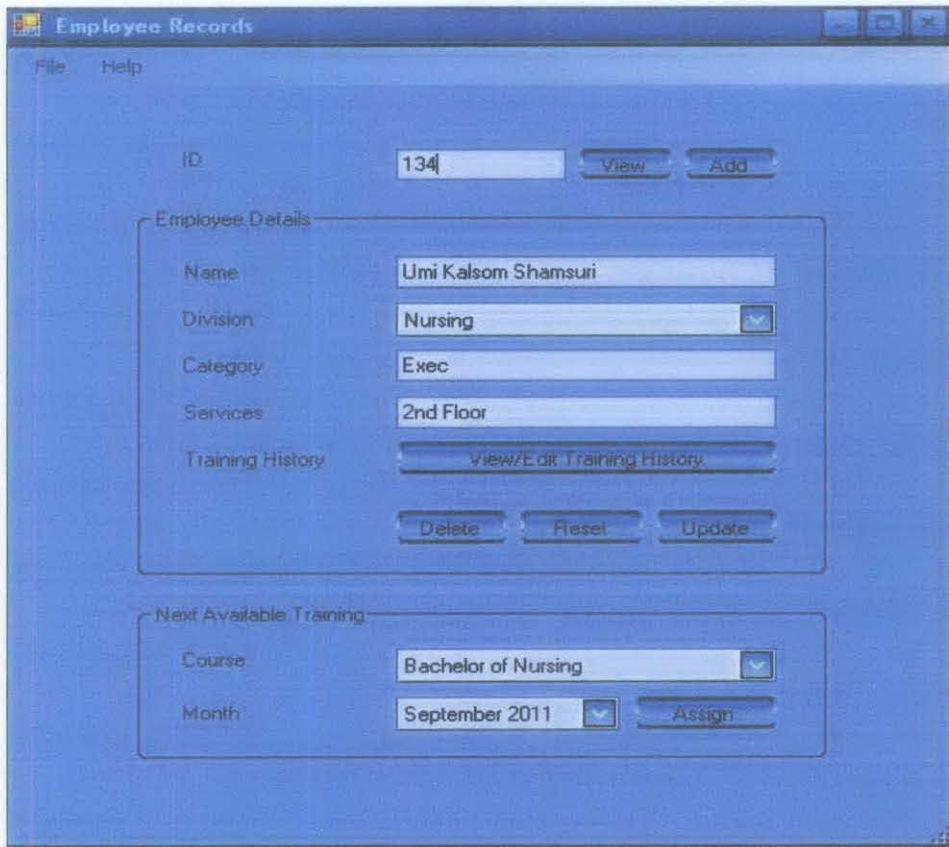 Employee Records
File Help
ID 134 View Add
Employee Details
Name Umi Kalsom Shamsuri
Division Nursing
Category Exec
Services 2nd Floor
Training History View/Edit Training History
Delete Reset Update
Next Available Training
Course Bachelor of Nursing
Month September 2011 Assign